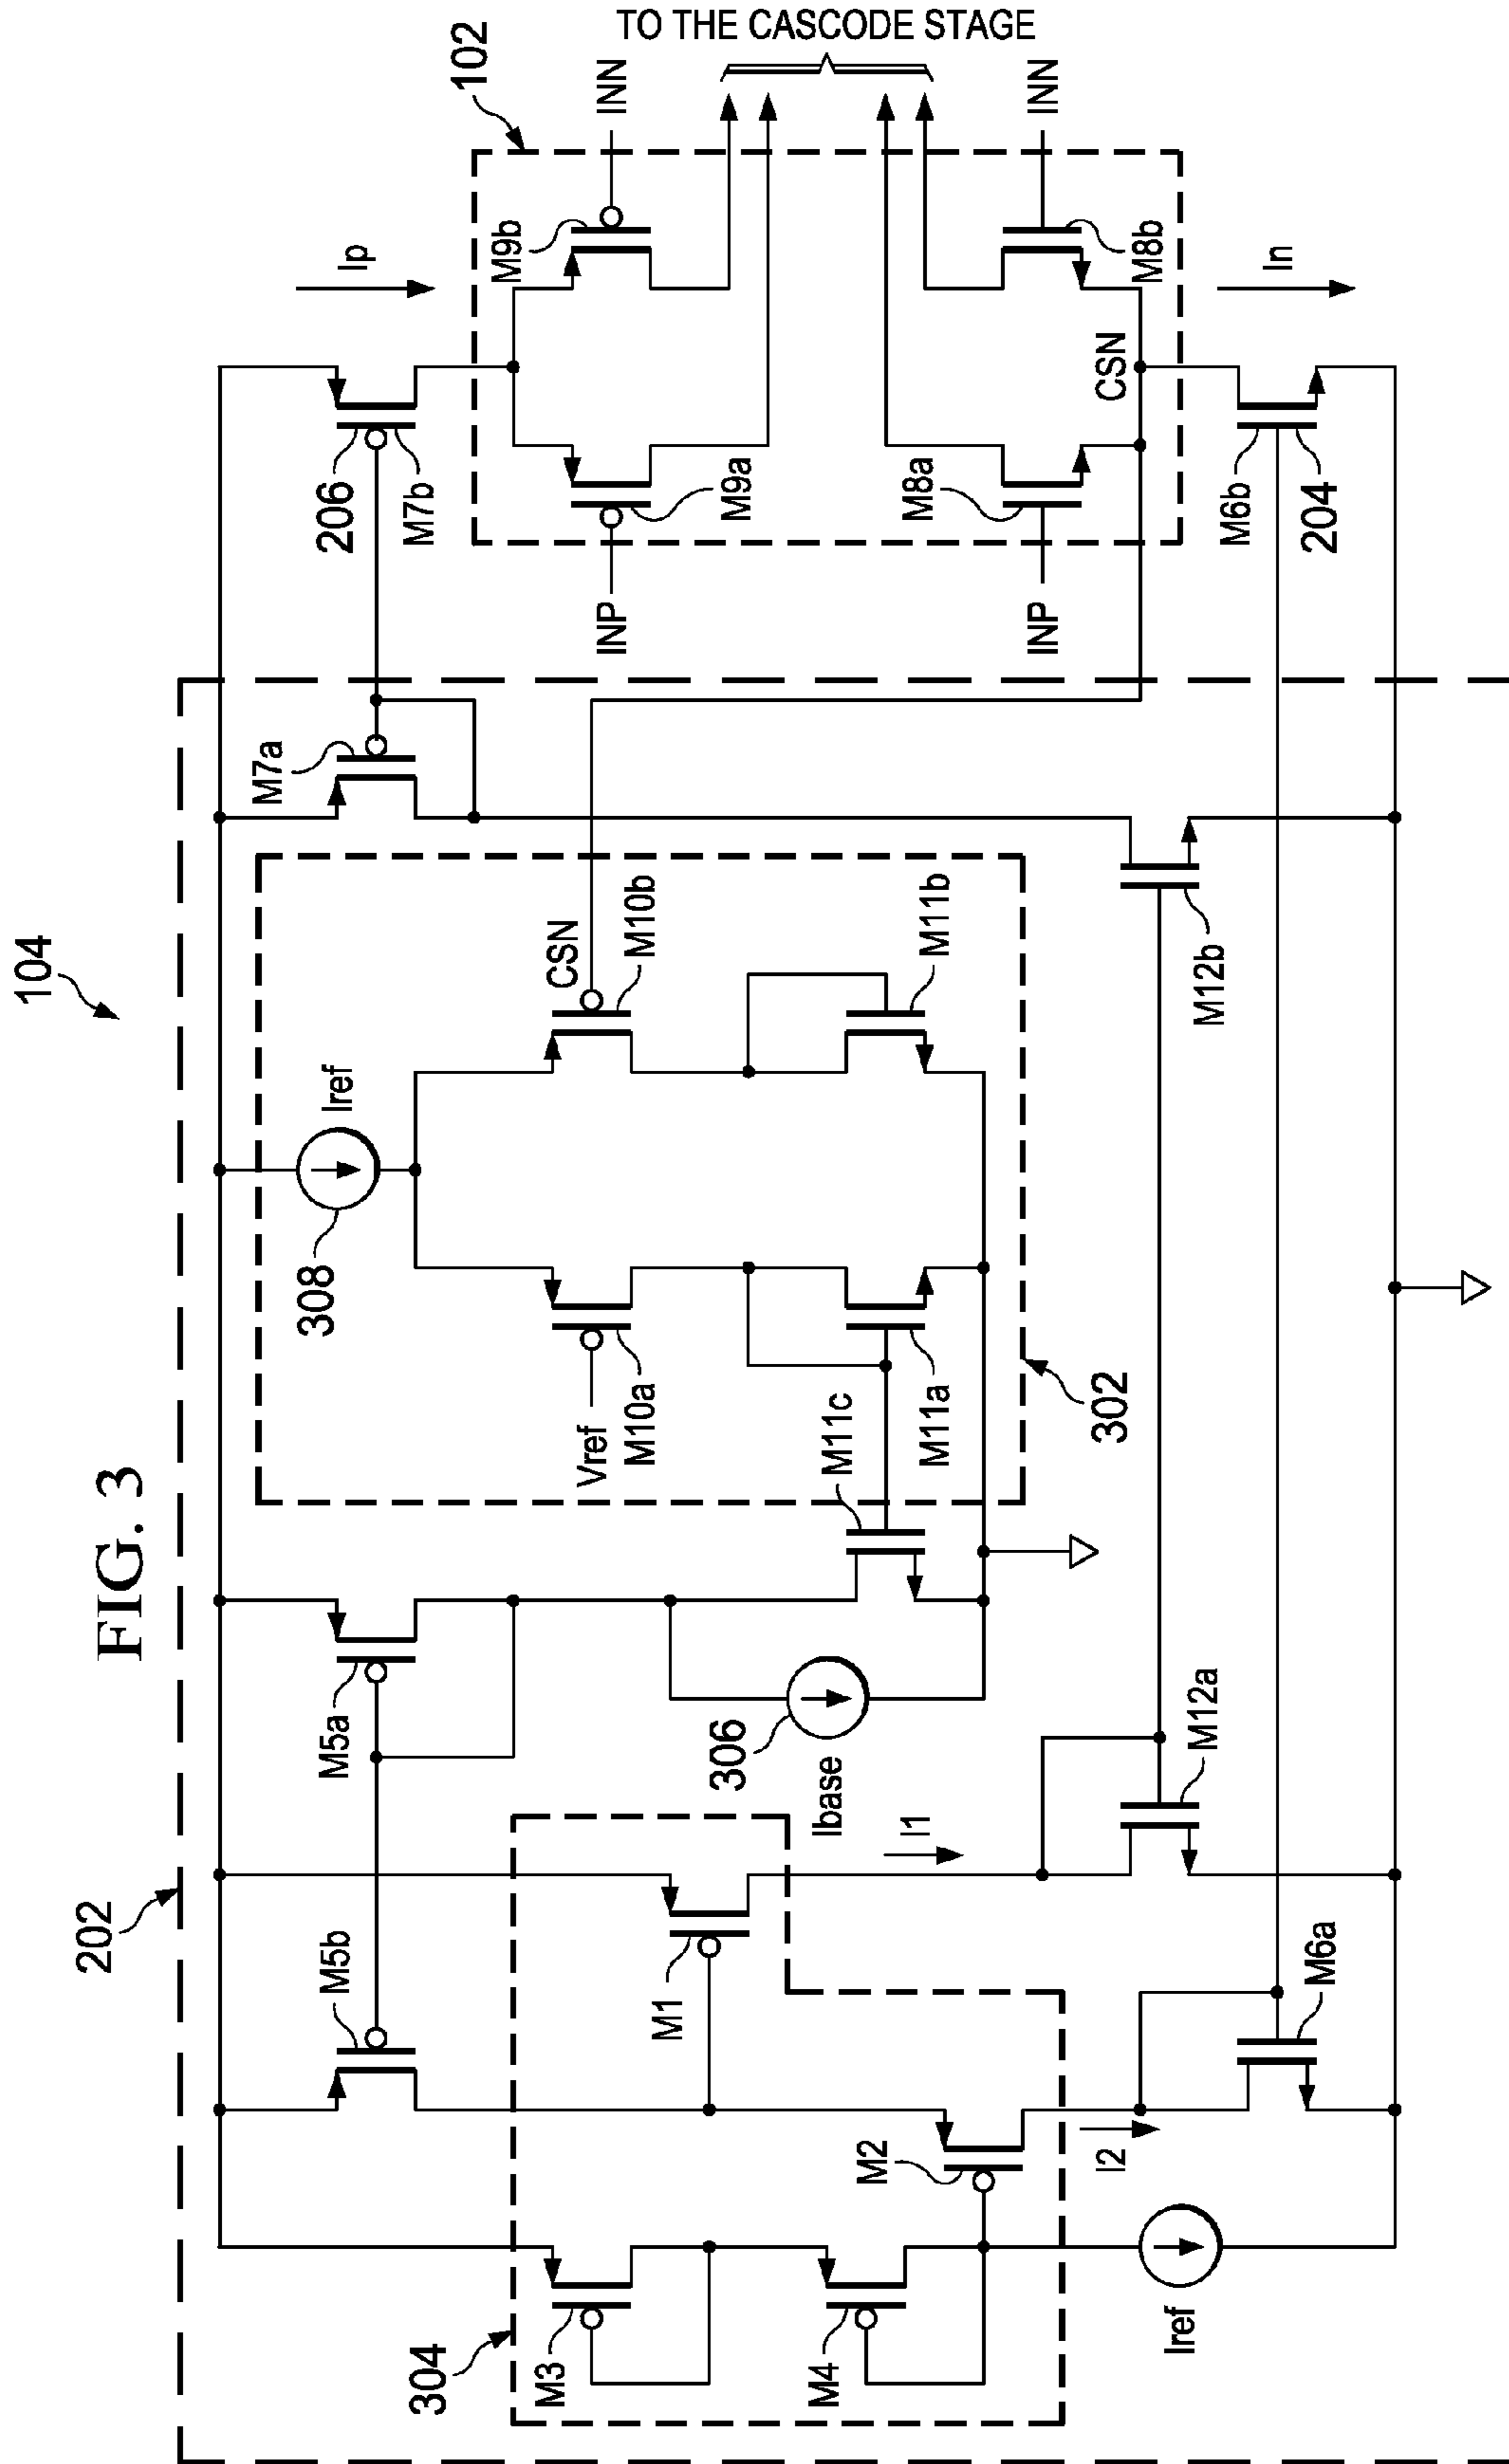 FIG. 3
104
202
TO THE CASCODE STAGE
102
206
M7b
Ip
M9b
INN
INP
M9a
M8a
INP
CSN
M8b
INN
M6b
204
In
M7a
308
Iref
CSN
M10b
M11b
Vref
M10a
M11c
M11a
302
M12b
M5a
306
Ibase
M5b
M1
I1
M12a
304
M3
M4
M2
I2
M6a
Iref